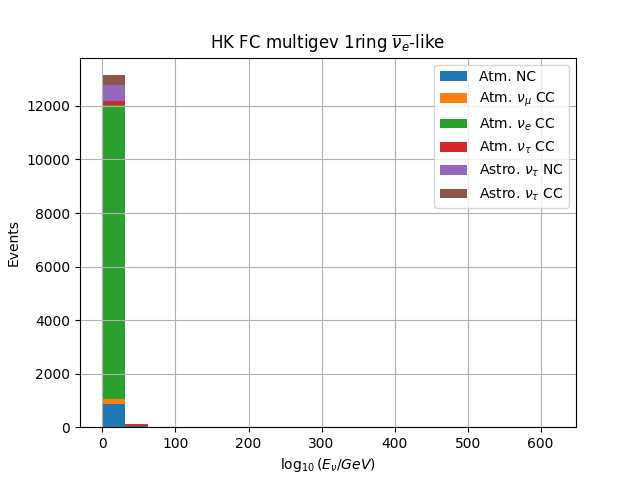 HK FC multigev 1ring $\overline{\nu_e}$-like
Atm. NC
Atm. $\nu_\mu$ CC
Atm. $\nu_e$ CC
Atm. $\nu_\tau$ CC
Astro. $\nu_\tau$ NC
Astro. $\nu_\tau$ CC
Events
12000
10000
8000
6000
4000
2000
0
0 100 200 300 400 500 600
$\log_{10}(E_\nu/GeV)$